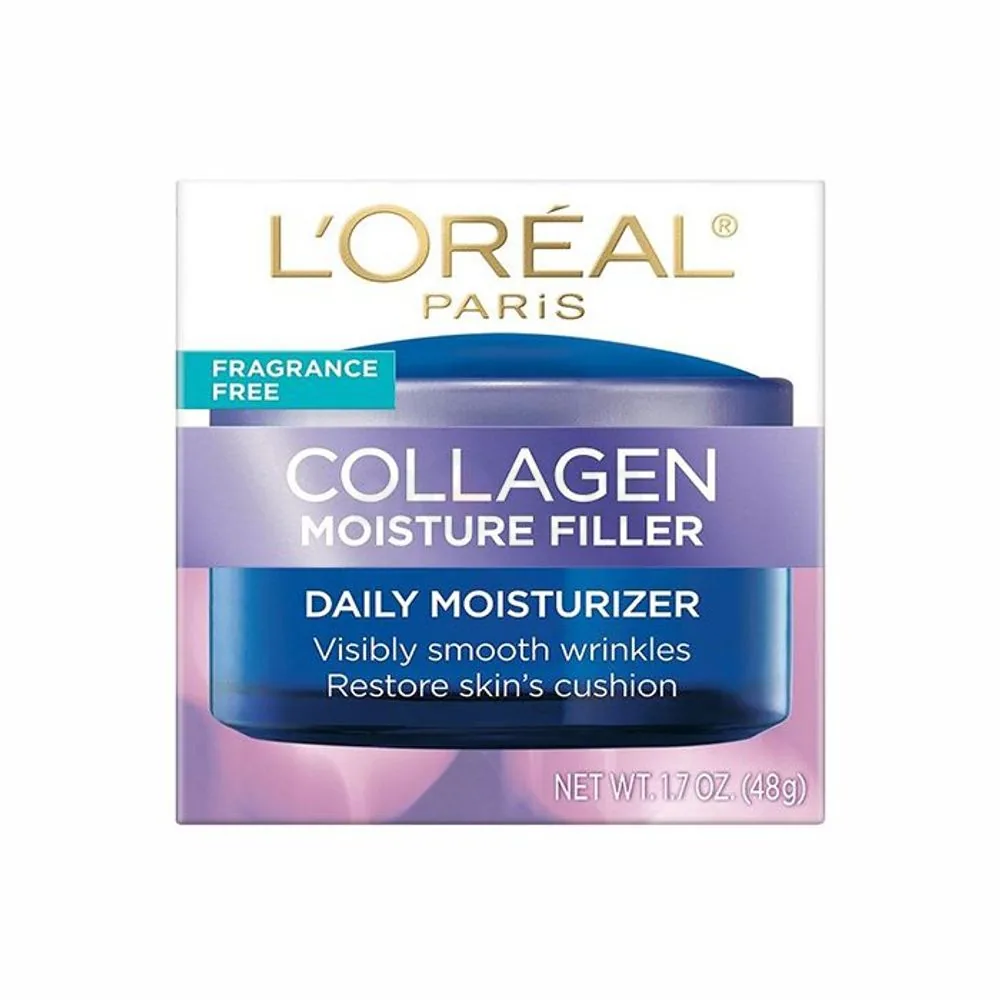 L'ORÉAL®
PARiS
FRAGRANCE
FREE
COLLAGEN
MOISTURE FILLER
DAILY MOISTURIZER
Visibly smooth wrinkles
Restore skin's cushion
NET WT. 1.7 OZ. (48g)